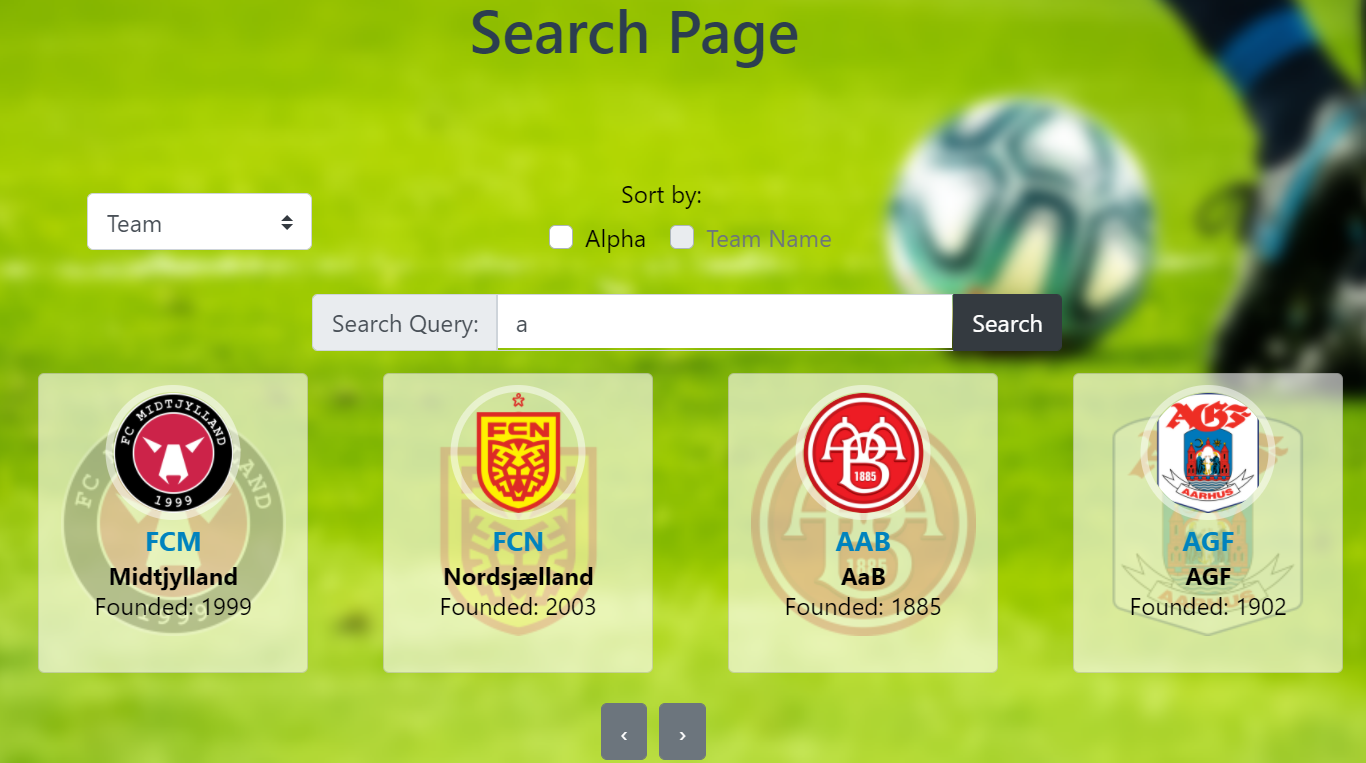 Search Page
Sort by:
Team
Alpha
Team Name
Search Query:
a
Search
FC MIDTJYLLAND
1999
FCM
Midtjylland
Founded: 1999
FCN
FCN
Nordsjælland
Founded: 2003
AAB
1885
AAB
AaB
Founded: 1885
AGF
AARHUS
AGF
AGF
Founded: 1902
‹
›